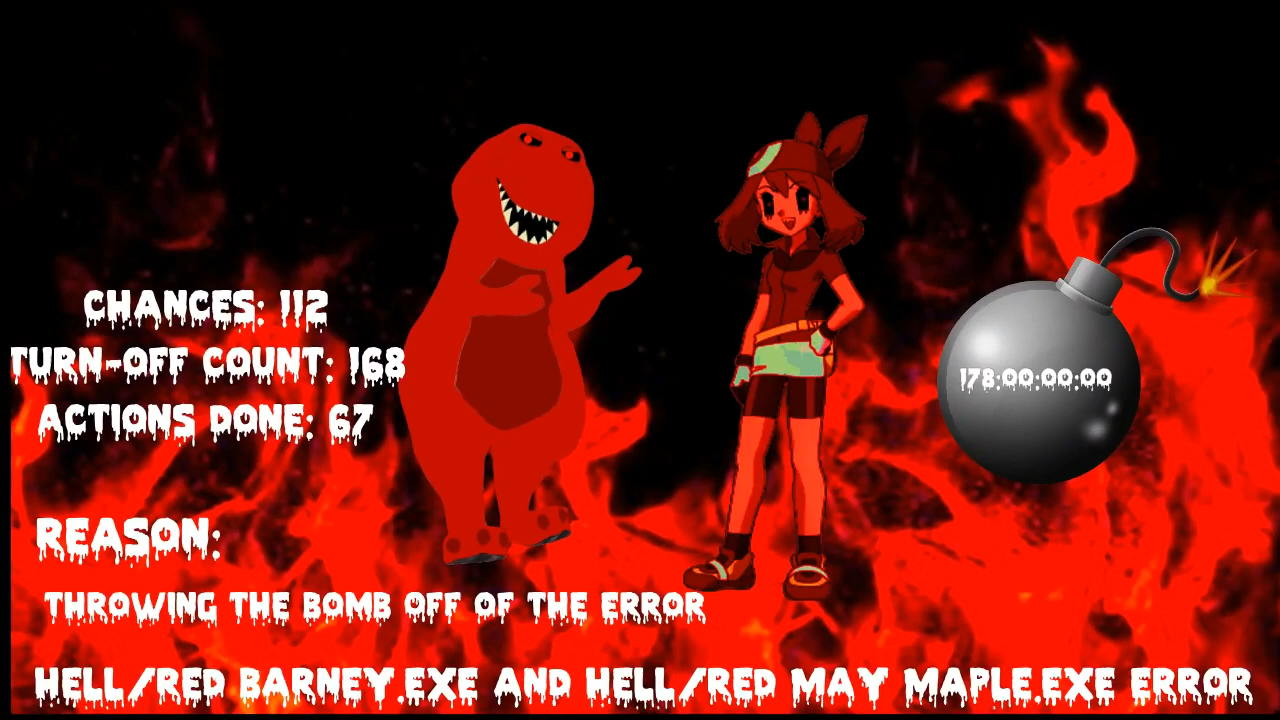 CHANCES: 112
TURN-OFF COUNT: 168
ACTIONS DONE: 67
178:00:00:00
REASON:
THROWING THE BOMB OFF OF THE ERROR
HELL/RED BARNEY.EXE AND HELL/RED MAY MAPLE.EXE ERROR